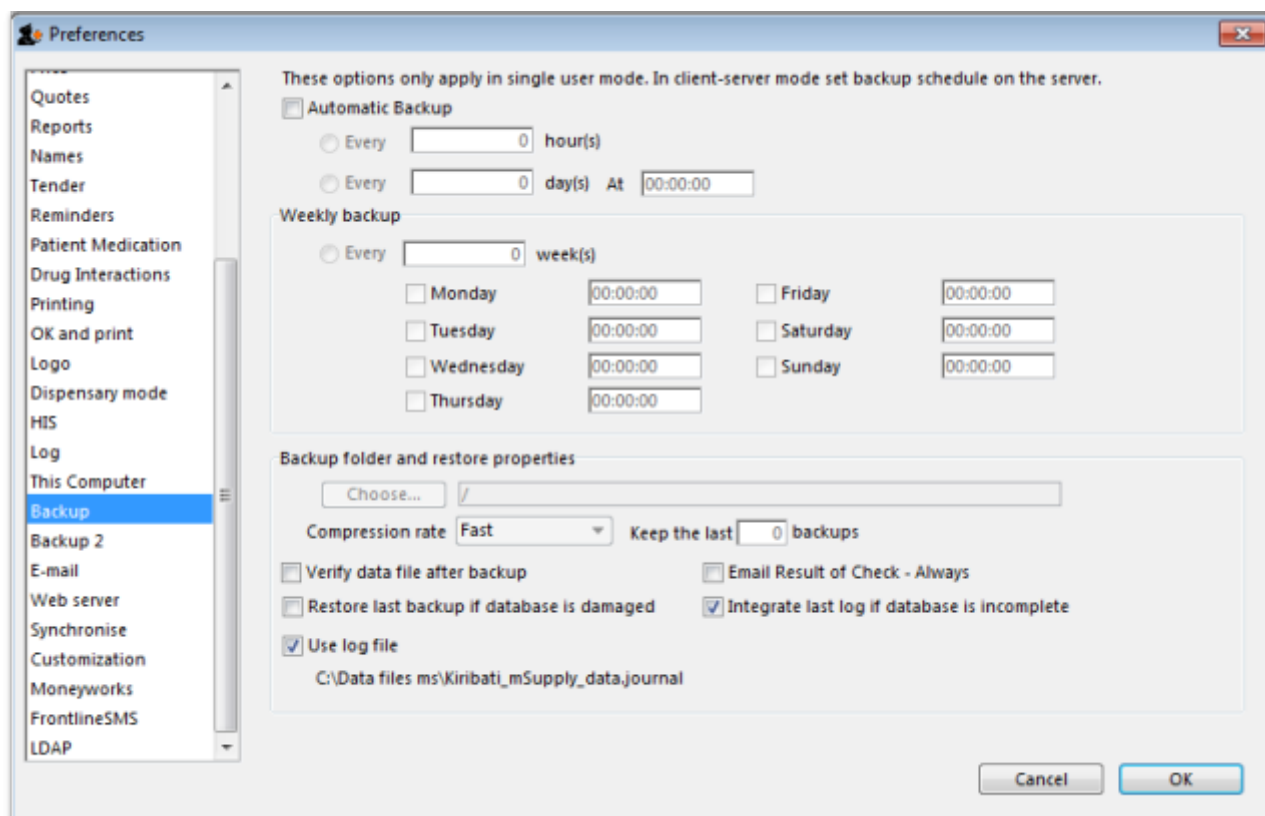 Preferences
Quotes
Reports
Names
Tender
Reminders
Patient Medication
Drug Interactions
Printing
OK and print
Logo
Dispensary mode
HIS
Log
This Computer
Backup
Backup 2
E-mail
Web server
Synchronise
Customization
Moneyworks
FrontlineSMS
LDAP
These options only apply in single user mode. In client-server mode set backup schedule on the server.
Automatic Backup
Every 0 hour(s)
Every 0 day(s) At 00:00:00
Weekly backup
Every 0 week(s)
Monday 00:00:00 Friday 00:00:00
Tuesday 00:00:00 Saturday 00:00:00
Wednesday 00:00:00 Sunday 00:00:00
Thursday 00:00:00
Backup folder and restore properties
Choose... /
Compression rate Fast Keep the last 0 backups
Verify data file after backup Email Result of Check - Always
Restore last backup if database is damaged Integrate last log if database is incomplete
Use log file
C:\Data files ms\Kiribati_mSupply_data.journal
Cancel OK